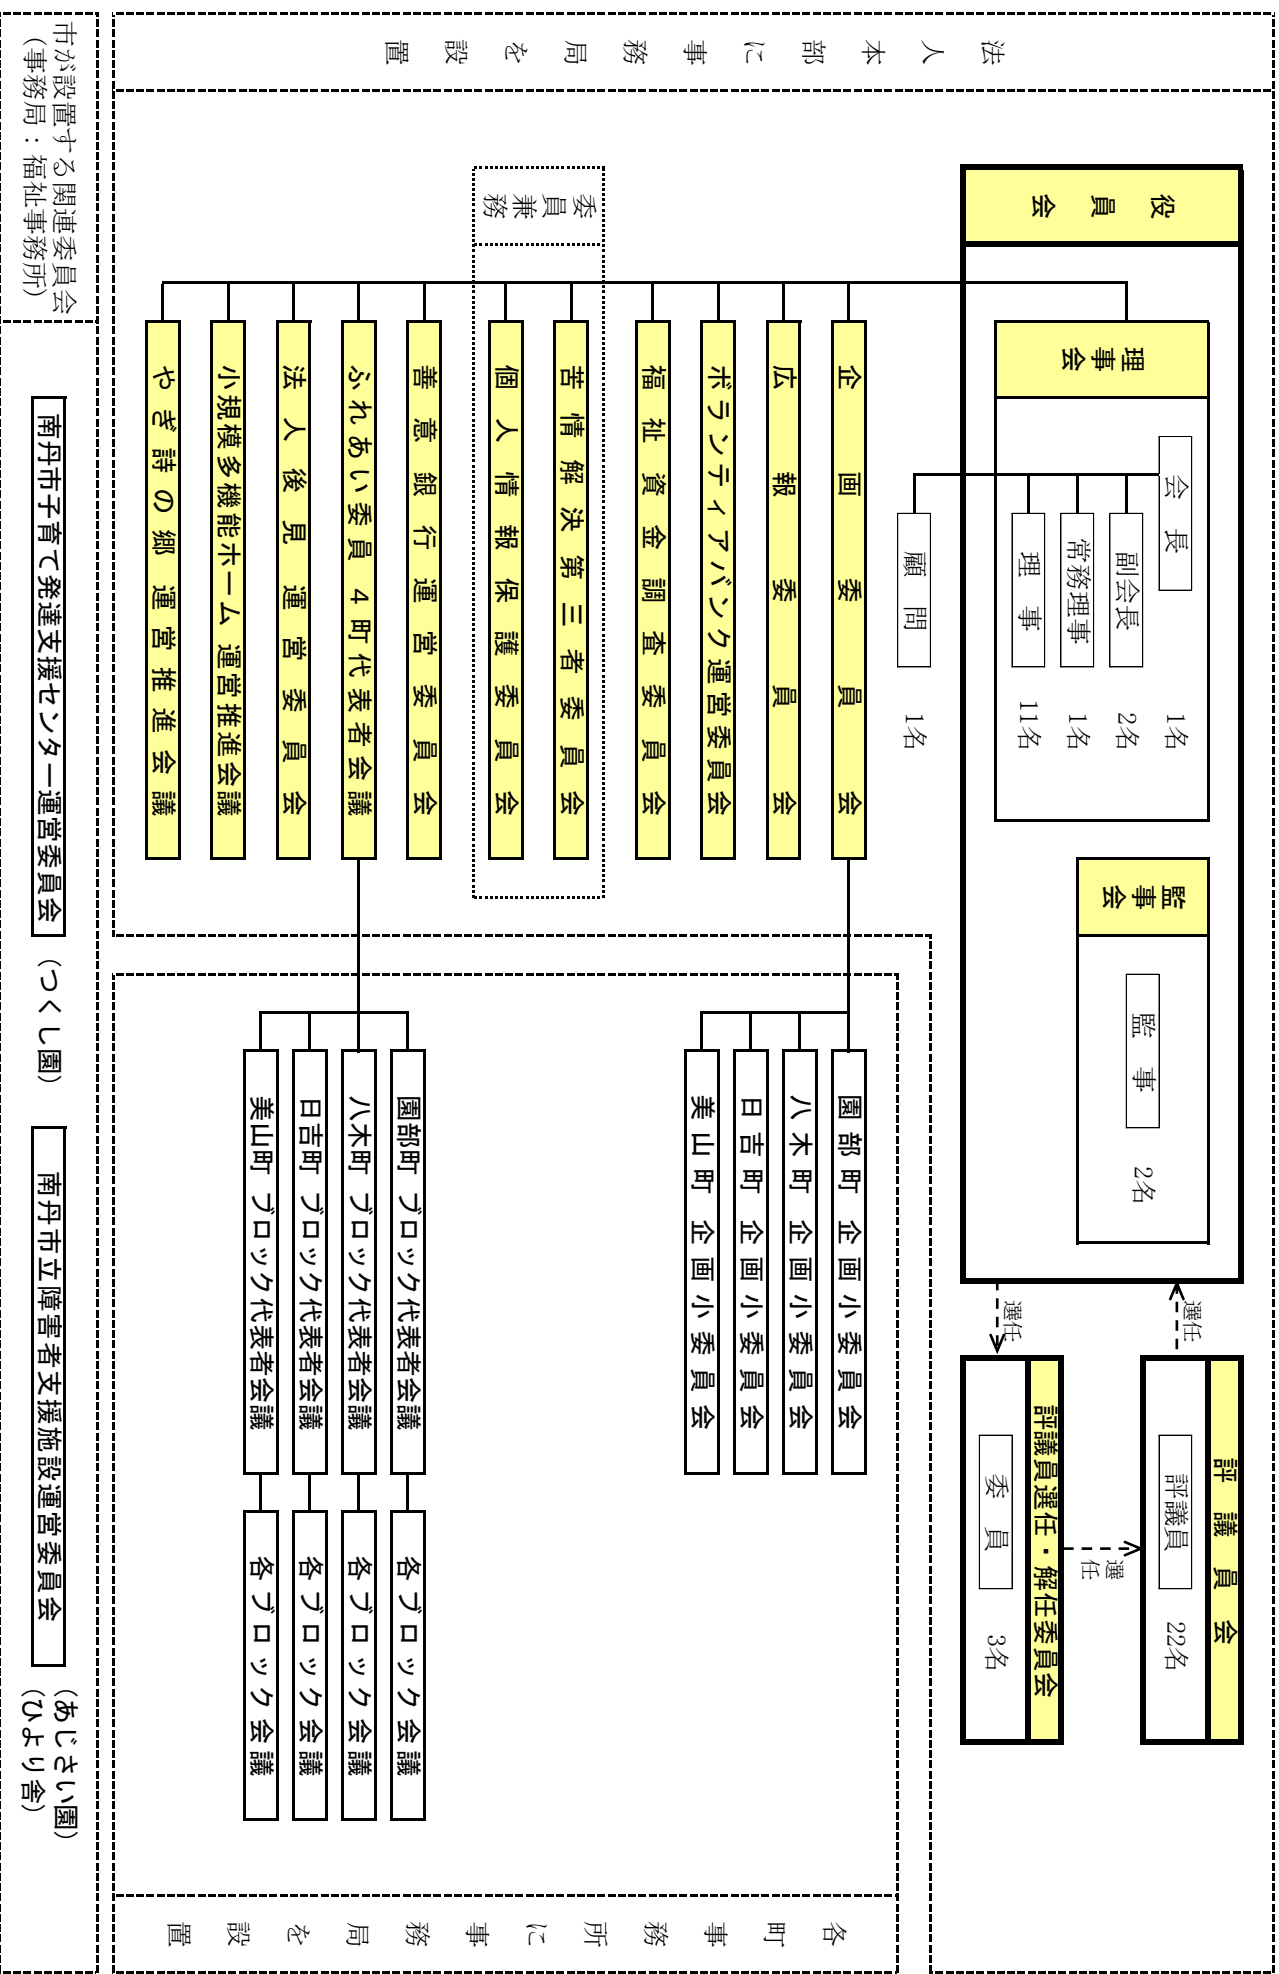 法人本部に事務局を設置
役員会
理事会
会長 1名
副会長 2名
常務理事 1名
理事 11名
顧問 1名
監事会
監事 2名
選任
選任
評議員会
評議員 22名
選任
評議員選任・解任委員会
委員 3名
企画委員会
広報委員会
ボランティアバンク運営委員会
福祉資金調査委員会
委員兼務
苦情解決第三者委員会
個人情報保護委員会
善意銀行運営委員会
ふれあい委員 4町代表者会議
法人後見 運営委員会
小規模多機能ホーム 運営推進会議
やぎ詩の郷 運営推進会議
園部町 企画小委員会
八木町 企画小委員会
日吉町 企画小委員会
美山町 企画小委員会
園部町 ブロック代表者会議
各ブロック会議
八木町 ブロック代表者会議
各ブロック会議
日吉町 ブロック代表者会議
各ブロック会議
美山町 ブロック代表者会議
各ブロック会議
各町事務所に事務局を設置
市が設置する関連委員会
（事務局：福祉事務所）
南丹市子育て発達支援センター運営委員会
（つくし園）
南丹市立障害者支援施設運営委員会
（あじさい園）
（ひより舎）